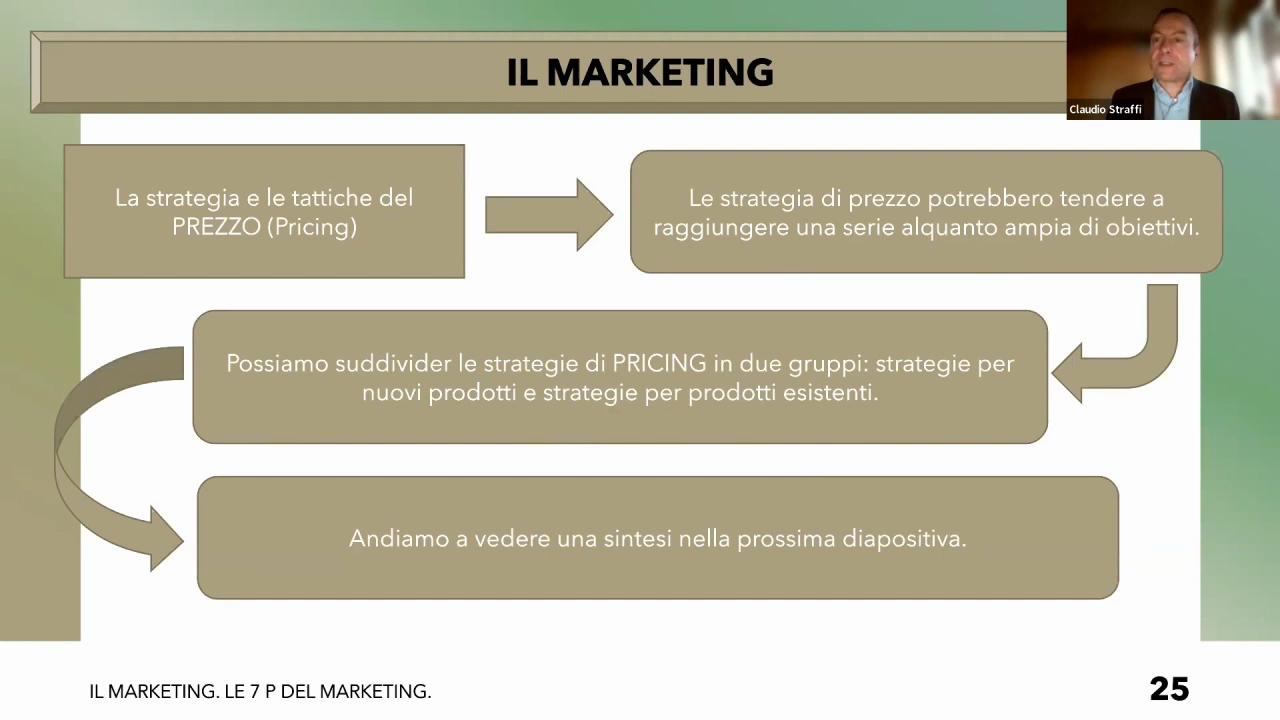 IL MARKETING
Claudio Straffi
La strategia e le tattiche del
PREZZO (Pricing)
Le strategia di prezzo potrebbero tendere a
raggiungere una serie alquanto ampia di obiettivi.
Possiamo suddivider le strategie di PRICING in due gruppi: strategie per
nuovi prodotti e strategie per prodotti esistenti.
Andiamo a vedere una sintesi nella prossima diapositiva.
IL MARKETING. LE 7 P DEL MARKETING.
25